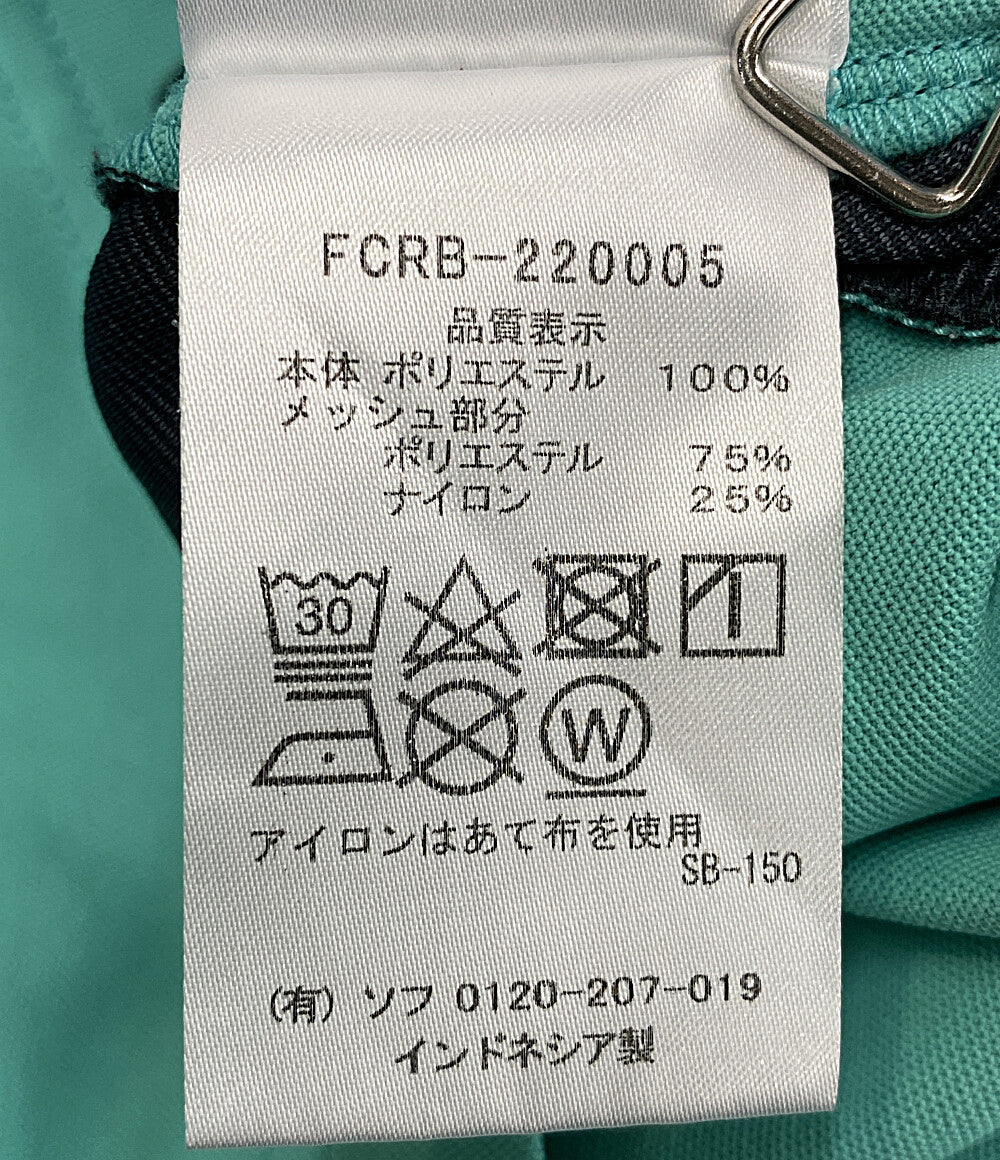 FCRB-220005
品質表示
本体 ポリエステル 100%
メッシュ部分
ポリエステル 75%
ナイロン 25%
30
W
アイロンはあて布を使用
SB-150
(有) ソフ 0120-207-019
インドネシア製